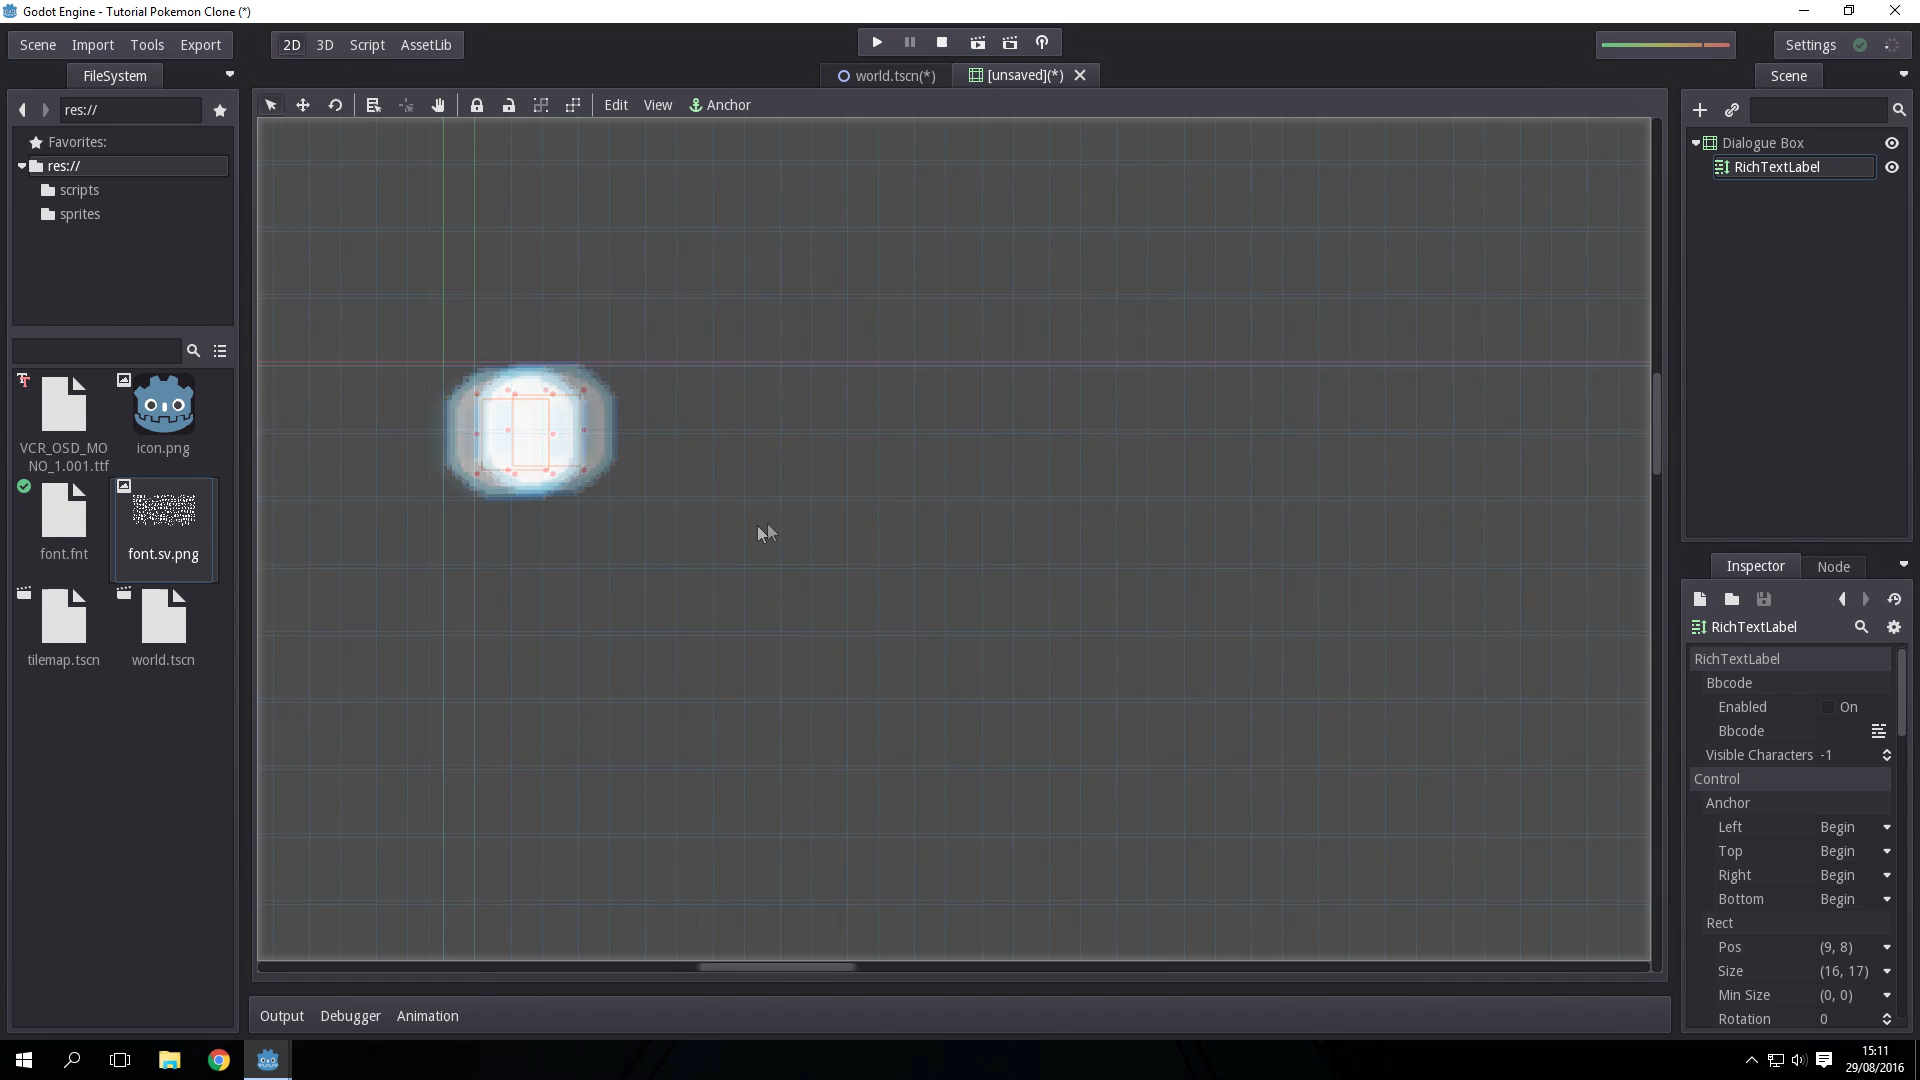 Godot Engine - Tutorial Pokemon Clone (*)
Scene Import Tools Export
2D 3D Script AssetLib
Settings
FileSystem
world.tscn(*)
[unsaved](*)
Scene
res://
Edit View Anchor
Favorites:
res://
scripts
sprites
Dialogue Box
RichTextLabel
VCR_OSD_MO
NO_1.001.ttf
icon.png
font.fnt
font.sv.png
tilemap.tscn
world.tscn
Inspector
Node
RichTextLabel
RichTextLabel
Bbcode
Enabled On
Bbcode
Visible Characters -1
Control
Anchor
Left Begin
Top Begin
Right Begin
Bottom Begin
Rect
Pos (9, 8)
Size (16, 17)
Min Size (0, 0)
Rotation 0
Output Debugger Animation
15:11
29/08/2016